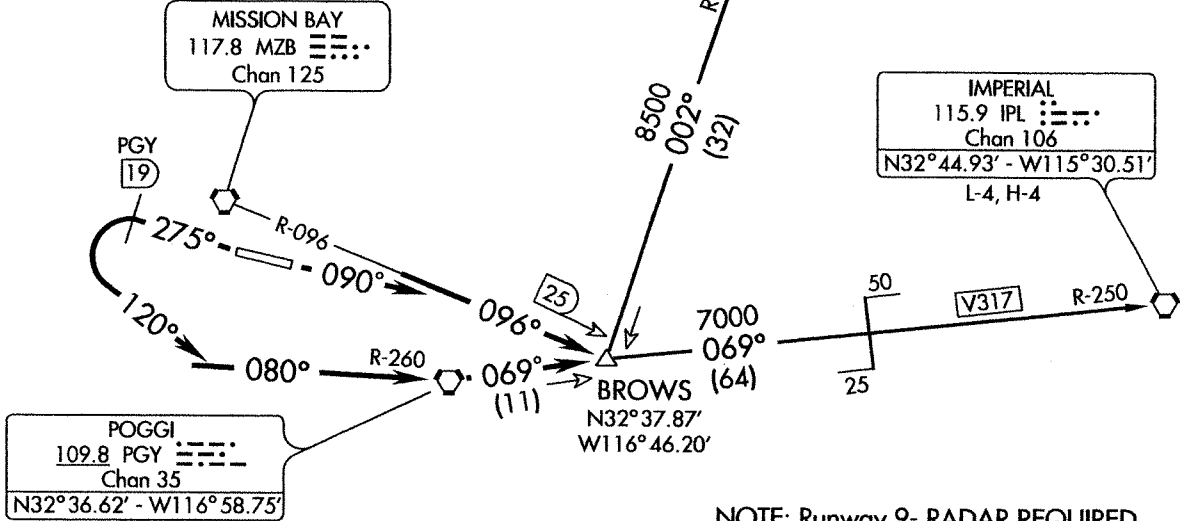 MISSION BAY
117.8 MZB
Chan 125
R
8500
002°
(32)
IMPERIAL
115.9 IPL
Chan 106
N32°44.93' - W115°30.51'
L-4, H-4
PGY
19
275°
090°
R-096
096°
25
120°
080°
R-260
069°
(11)
BROWS
N32°37.87'
W116°46.20'
7000
069°
(64)
50
25
V317
R-250
POGGI
109.8 PGY
Chan 35
N32°36.62' - W116°58.75'
NOTE: Runway 9- RADAR REQUIRED